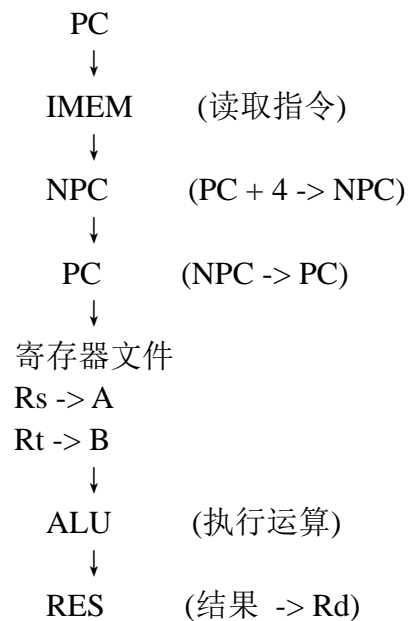 PC
↓
IMEM (读取指令)
↓
NPC (PC + 4 -> NPC)
↓
PC (NPC -> PC)
↓
寄存器文件
Rs -> A
Rt -> B
↓
ALU (执行运算)
↓
RES (结果 -> Rd)